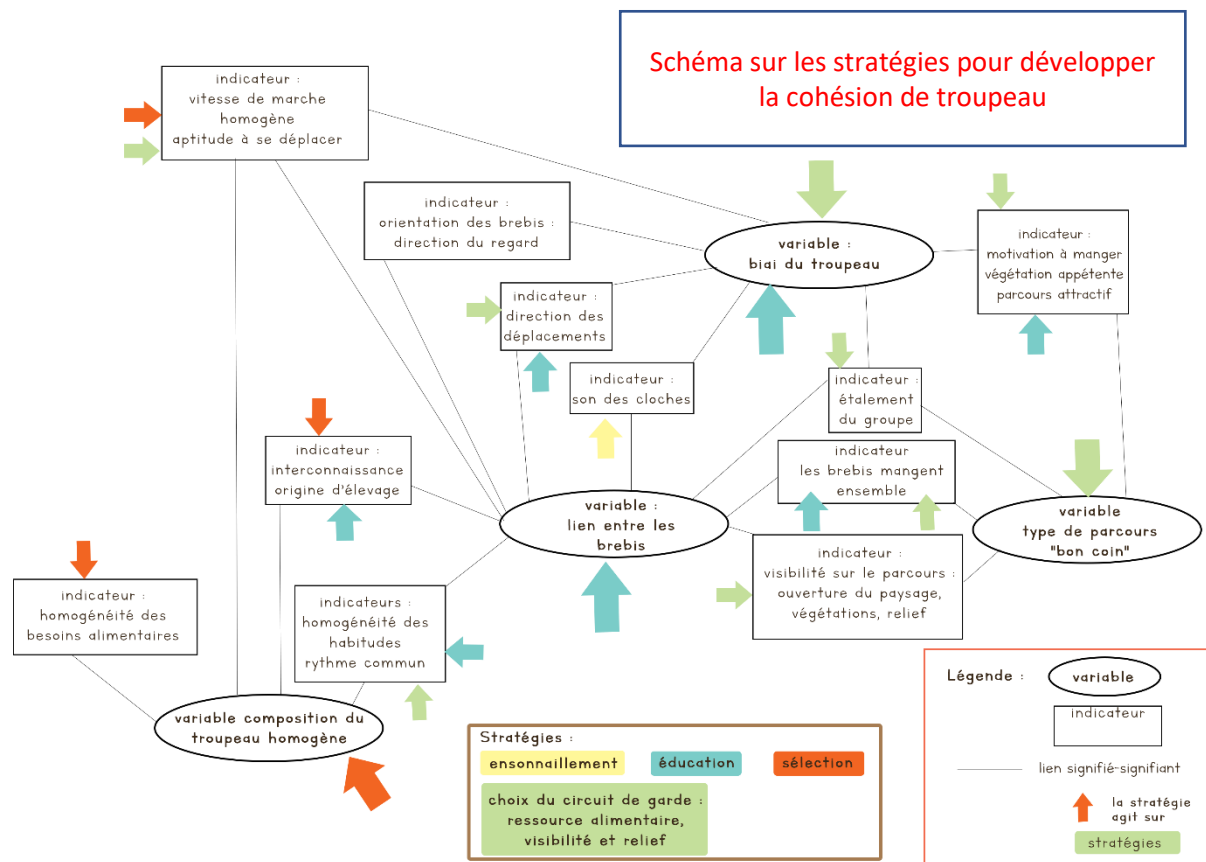 Schéma sur les stratégies pour développer
la cohésion de troupeau
indicateur :
vitesse de marche
homogène
aptitude à se déplacer
indicateur :
orientation des brebis :
direction du regard
variable :
biai du troupeau
indicateur :
motivation à manger
végétation appétente
parcours attractif
indicateur :
direction des
déplacements
indicateur :
son des cloches
indicateur :
étalement
du groupe
indicateur :
interconnaissance
origine d'élevage
indicateur
les brebis mangent
ensemble
variable :
lien entre les
brebis
variable
type de parcours
"bon coin"
indicateur :
visibilité sur le parcours :
ouverture du paysage,
végétations, relief
indicateur :
homogénéité des
besoins alimentaires
indicateurs :
homogénéité des
habitudes
rythme commun
variable composition du
troupeau homogène
Stratégies :
ensonnaillement
éducation
sélection
choix du circuit de garde :
ressource alimentaire,
visibilité et relief
Légende :
variable
indicateur
lien signifié-signifiant
la stratégie
agit sur
stratégies